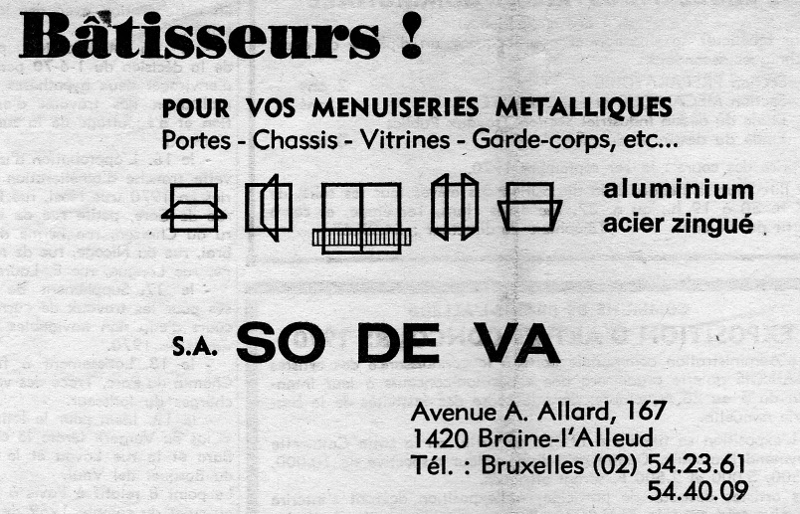 Bâtisseurs !
POUR VOS MENUISERIES METALLIQUES
Portes - Chassis - Vitrines - Garde-corps, etc...
aluminium
acier zingué
S.A. SO DE VA
Avenue A. Allard, 167
1420 Braine-l'Alleud
Tél. : Bruxelles (02) 54.23.61
54.40.09